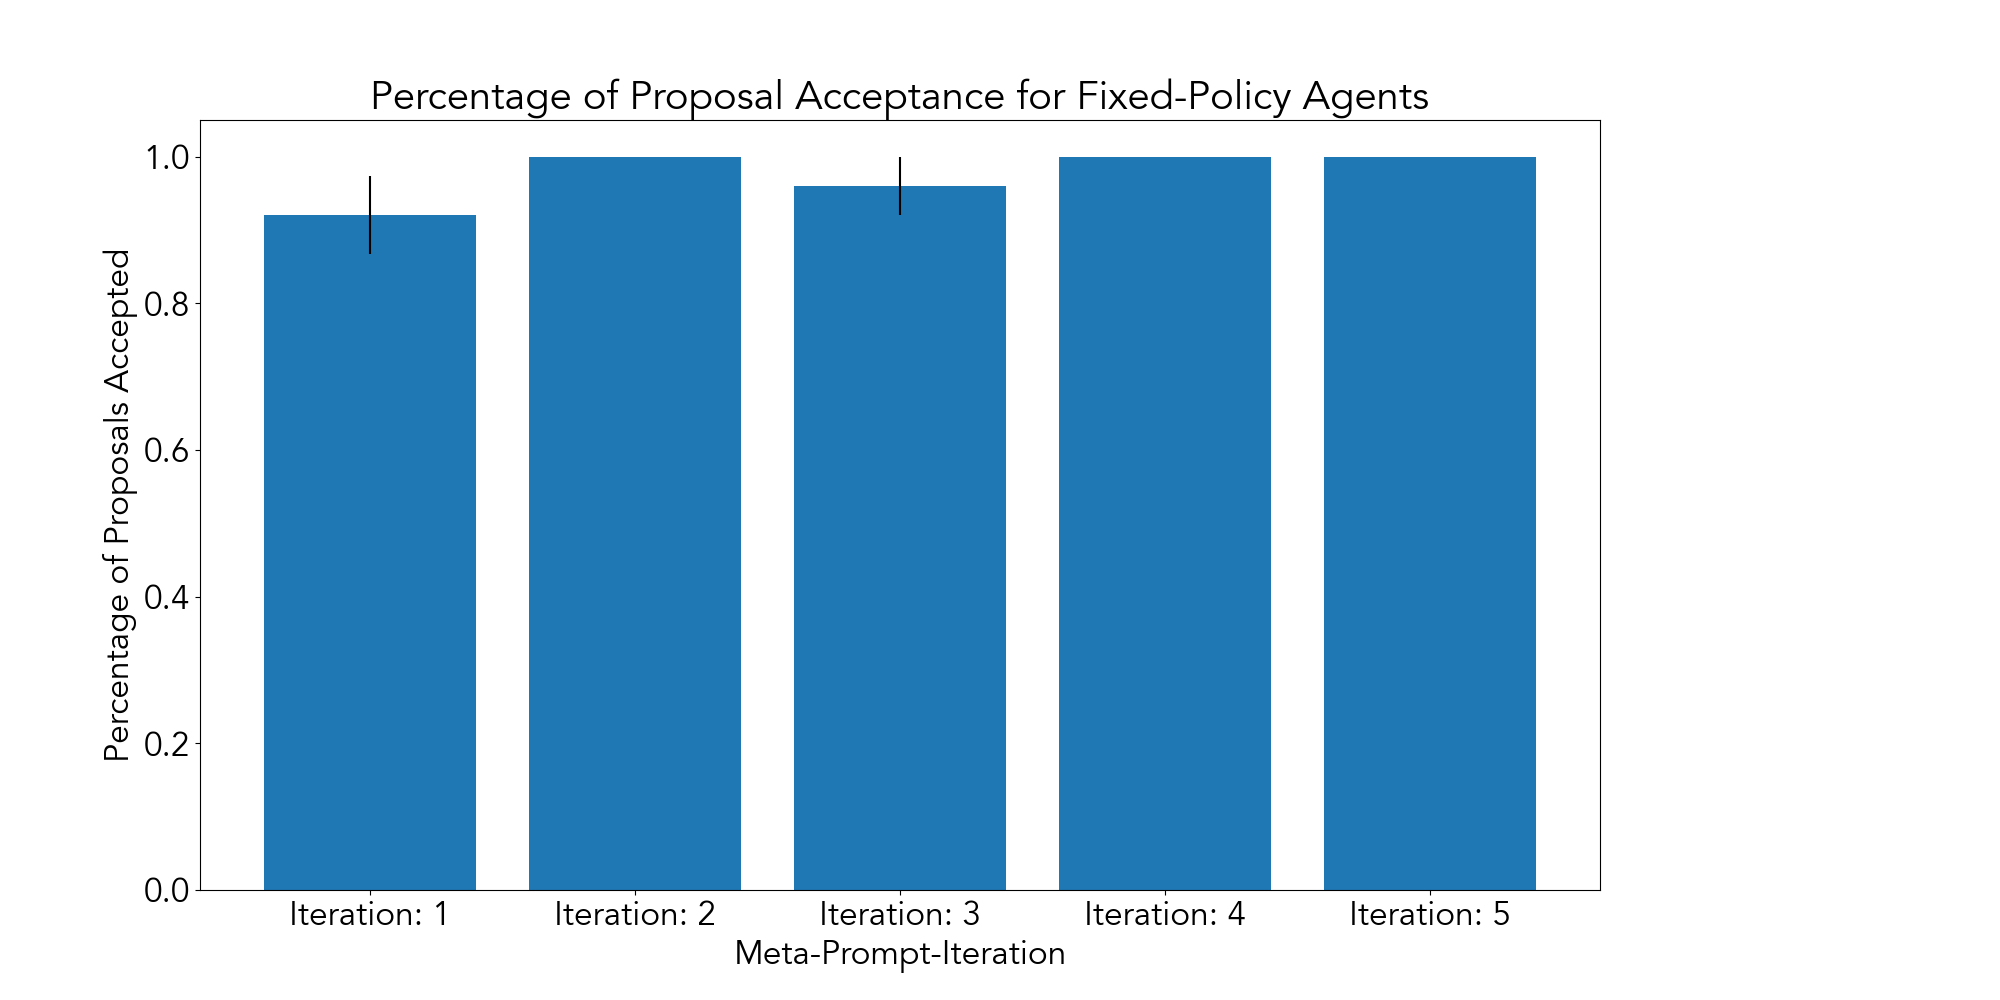 Percentage of Proposal Acceptance for Fixed-Policy Agents
Percentage of Proposals Accepted
1.0
0.8
0.6
0.4
0.2
0.0
Iteration: 1
Iteration: 2
Iteration: 3
Iteration: 4
Iteration: 5
Meta-Prompt-Iteration